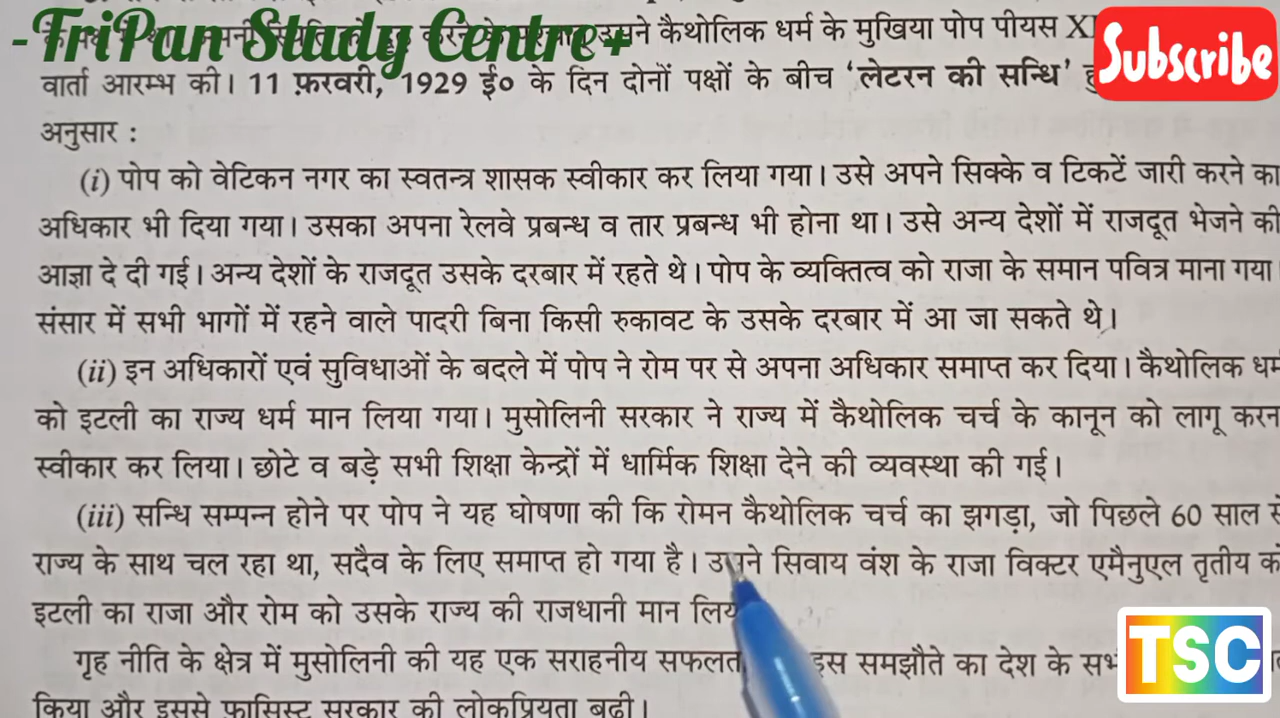 -TriPan Study Centre+
ने कैथोलिक धर्म के मुखिया पोप पीयस
Subscribe
वार्ता आरम्भ की। 11 फ़रवरी, 1929 ई० के दिन दोनों पक्षों के बीच ‘लेटरन की सन्धि’
अनुसार :
(i) पोप को वेटिकन नगर का स्वतन्त्र शासक स्वीकार कर लिया गया। उसे अपने सिक्के व टिकटें जारी करने का
अधिकार भी दिया गया। उसका अपना रेलवे प्रबन्ध व तार प्रबन्ध भी होना था। उसे अन्य देशों में राजदूत भेजने की
आज्ञा दे दी गई। अन्य देशों के राजदूत उसके दरबार में रहते थे। पोप के व्यक्तित्व को राजा के समान पवित्र माना गया।
संसार में सभी भागों में रहने वाले पादरी बिना किसी रुकावट के उसके दरबार में आ जा सकते थे।
(ii) इन अधिकारों एवं सुविधाओं के बदले में पोप ने रोम पर से अपना अधिकार समाप्त कर दिया। कैथोलिक
को इटली का राज्य धर्म मान लिया गया। मुसोलिनी सरकार ने राज्य में कैथोलिक चर्च के कानून को लागू
स्वीकार कर लिया। छोटे व बड़े सभी शिक्षा केन्द्रों में धार्मिक शिक्षा देने की व्यवस्था की गई।
(iii) सन्धि सम्पन्न होने पर पोप ने यह घोषणा की कि रोमन कैथोलिक चर्च का झगड़ा, जो पिछले 60 साल
राज्य के साथ चल रहा था, सदैव के लिए समाप्त हो गया है। सिवाय वंश के राजा विक्टर एमैनुएल तृतीय
इटली का राजा और रोम को उसके राज्य की राजधानी मान
गृह नीति के क्षेत्र में मुसोलिनी की यह एक सराहनीय इस समझौते का देश के
TSC
किया और इससे फासिस्ट सरकार की लोकप्रियता बढ़ी।